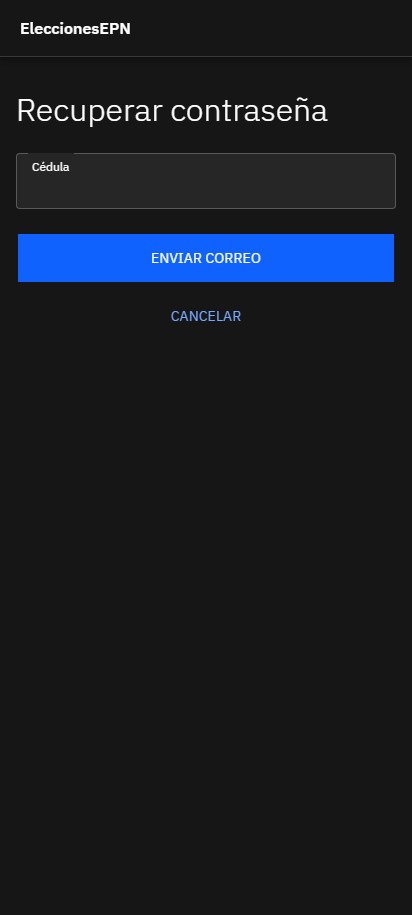 EleccionesEPN
Recuperar contraseña
Cédula
ENVIAR CORREO
CANCELAR